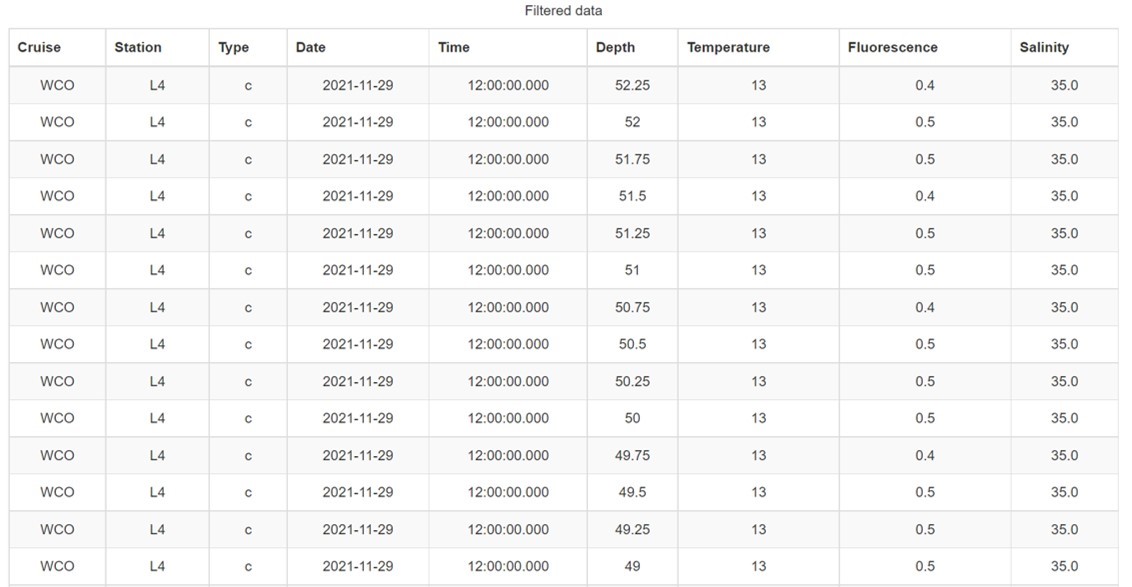 Filtered data
Cruise Station Type Date Time Depth Temperature Fluorescence Salinity
WCO L4 c 2021-11-29 12:00:00.000 52.25 13 0.4 35.0
WCO L4 c 2021-11-29 12:00:00.000 52 13 0.5 35.0
WCO L4 c 2021-11-29 12:00:00.000 51.75 13 0.5 35.0
WCO L4 c 2021-11-29 12:00:00.000 51.5 13 0.4 35.0
WCO L4 c 2021-11-29 12:00:00.000 51.25 13 0.5 35.0
WCO L4 c 2021-11-29 12:00:00.000 51 13 0.5 35.0
WCO L4 c 2021-11-29 12:00:00.000 50.75 13 0.4 35.0
WCO L4 c 2021-11-29 12:00:00.000 50.5 13 0.5 35.0
WCO L4 c 2021-11-29 12:00:00.000 50.25 13 0.5 35.0
WCO L4 c 2021-11-29 12:00:00.000 50 13 0.5 35.0
WCO L4 c 2021-11-29 12:00:00.000 49.75 13 0.4 35.0
WCO L4 c 2021-11-29 12:00:00.000 49.5 13 0.5 35.0
WCO L4 c 2021-11-29 12:00:00.000 49.25 13 0.5 35.0
WCO L4 c 2021-11-29 12:00:00.000 49 13 0.5 35.0